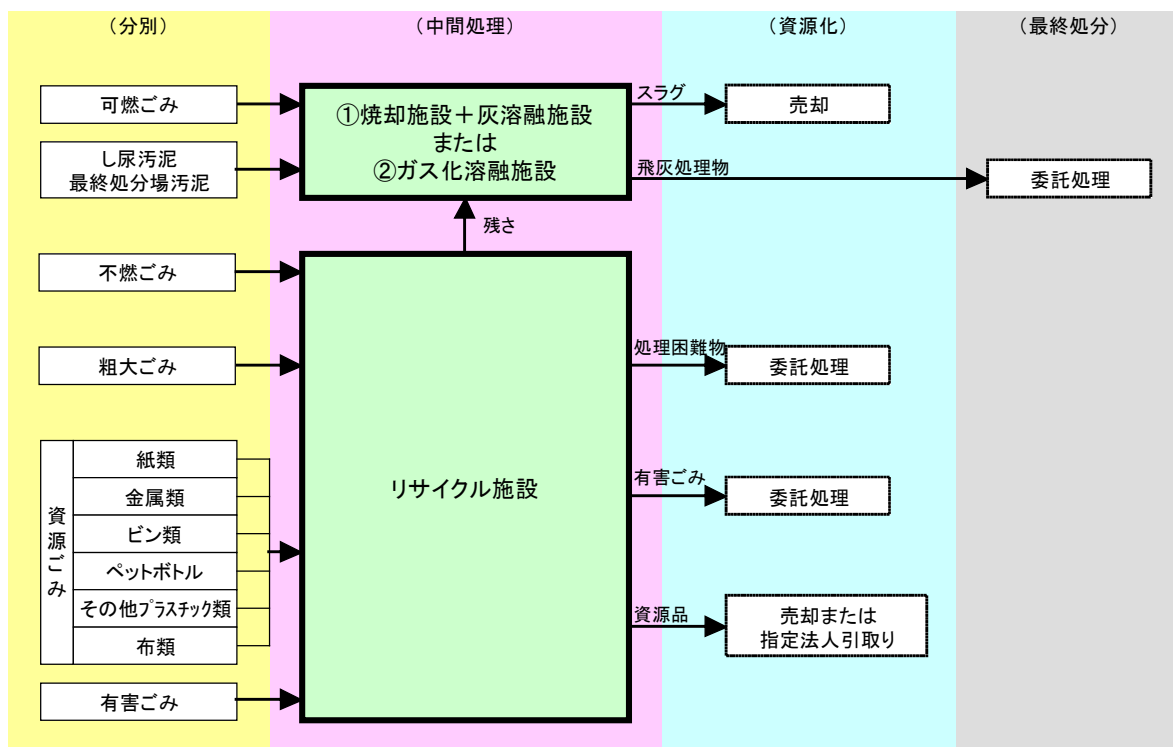 （分別）
（中間処理）
（資源化）
（最終処分）
可燃ごみ
し尿汚泥
最終処分場汚泥
①焼却施設＋灰溶融施設
または
②ガス化溶融施設
スラグ
売却
飛灰処理物
委託処理
残さ
不燃ごみ
粗大ごみ
資源ごみ
紙類
金属類
ビン類
ペットボトル
その他プラスチック類
布類
有害ごみ
リサイクル施設
処理困難物
委託処理
有害ごみ
委託処理
資源品
売却または
指定法人引取り